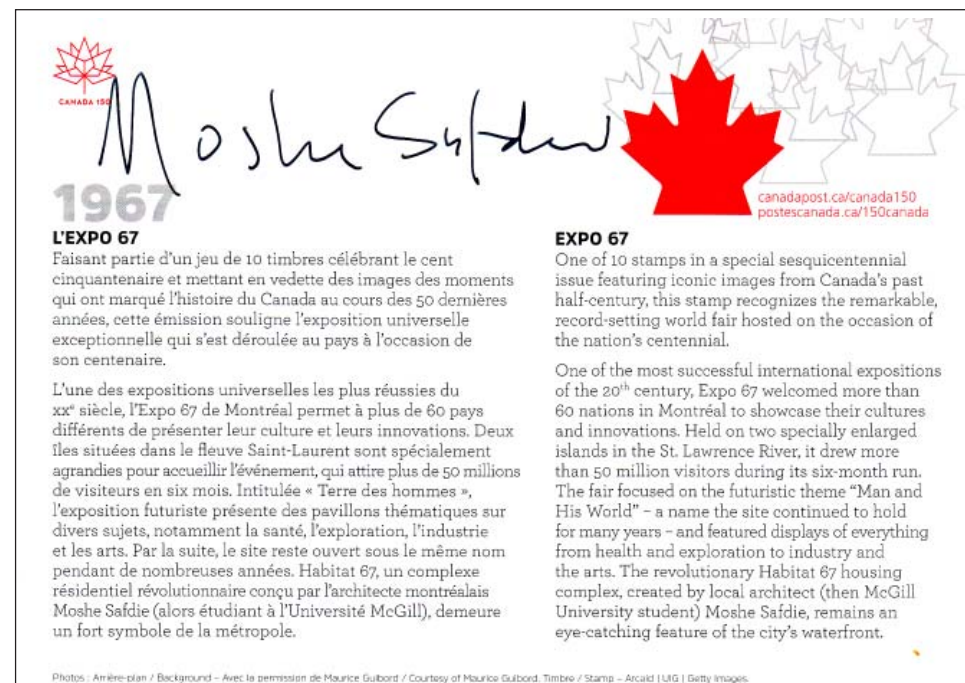 CANADA 150
Moshe Safdie
1967
canadapost.ca/canada150
postescanada.ca/150canada
L'EXPO 67
Faisant partie d'un jeu de 10 timbres célébrant le cent
cinquantenaire et mettant en vedette des images des moments
qui ont marqué l'histoire du Canada au cours des 50 dernières
années, cette émission souligne l'exposition universelle
exceptionnelle qui s'est déroulée au pays à l'occasion de
son centenaire.
L'une des expositions universelles les plus réussies du
XXe siècle, l'Expo 67 de Montréal permet à plus de 60 pays
différents de présenter leur culture et leurs innovations. Deux
îles situées dans le fleuve Saint-Laurent sont spécialement
agrandies pour accueillir l'événement, qui attire plus de 50 millions
de visiteurs en six mois. Intitulée « Terre des hommes »,
l'exposition futuriste présente des pavillons thématiques sur
divers sujets, notamment la santé, l'exploration, l'industrie
et les arts. Par la suite, le site reste ouvert sous le même nom
pendant de nombreuses années. Habitat 67, un complexe
résidentiel révolutionnaire conçu par l'architecte montréalais
Moshe Safdie (alors étudiant à l'Université McGill), demeure
un fort symbole de la métropole.
EXPO 67
One of 10 stamps in a special sesquicentennial
issue featuring iconic images from Canada's past
half-century, this stamp recognizes the remarkable,
record-setting world fair hosted on the occasion of
the nation's centennial.
One of the most successful international expositions
of the 20th century, Expo 67 welcomed more than
60 nations in Montréal to showcase their cultures
and innovations. Held on two specially enlarged
islands in the St. Lawrence River, it drew more
than 50 million visitors during its six-month run.
The fair focused on the futuristic theme “Man and
His World” – a name the site continued to hold
for many years – and featured displays of everything
from health and exploration to industry and
the arts. The revolutionary Habitat 67 housing
complex, created by local architect (then McGill
University student) Moshe Safdie, remains an
eye-catching feature of the city's waterfront.
Photos : Arrière-plan / Background – Avec la permission de Maurice Guibord / Courtesy of Maurice Guibord. Timbre / Stamp – Arcaid | UIG | Getty Images.